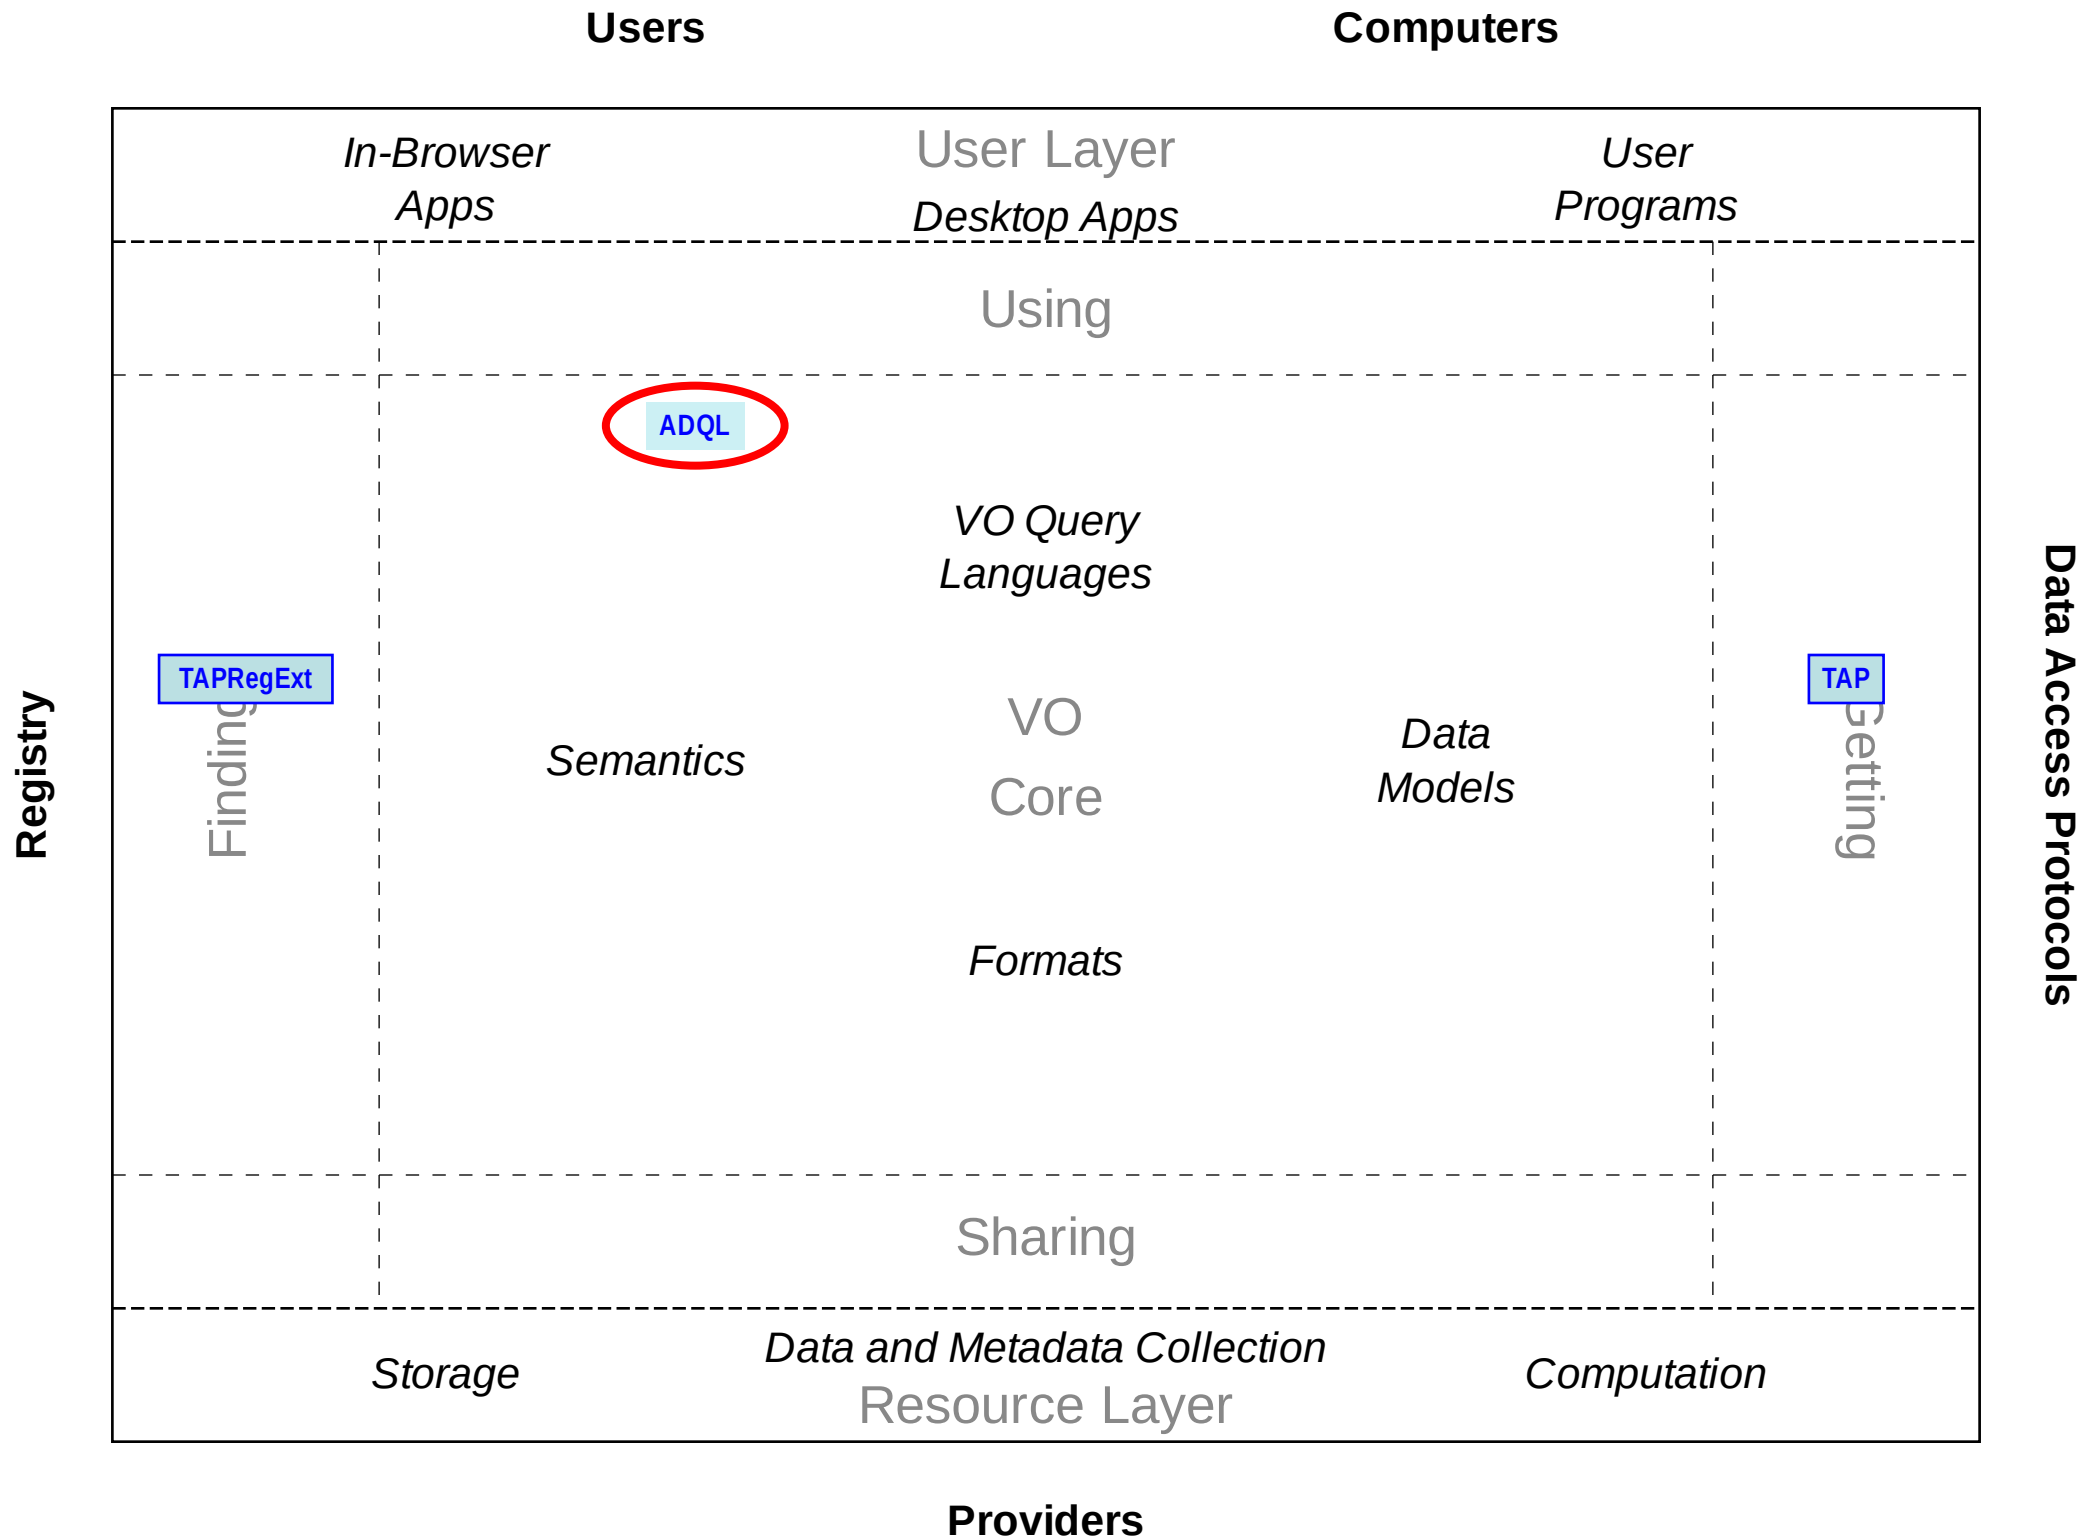 Users
Computers
In-Browser
Apps
User Layer
Desktop Apps
User
Programs
Using
ADQL
VO Query
Languages
TAPRegExt
TAP
Registry
Finding
Semantics
VO
Core
Data
Models
Getting
Data Access Protocols
Formats
Sharing
Storage
Data and Metadata Collection
Resource Layer
Computation
Providers